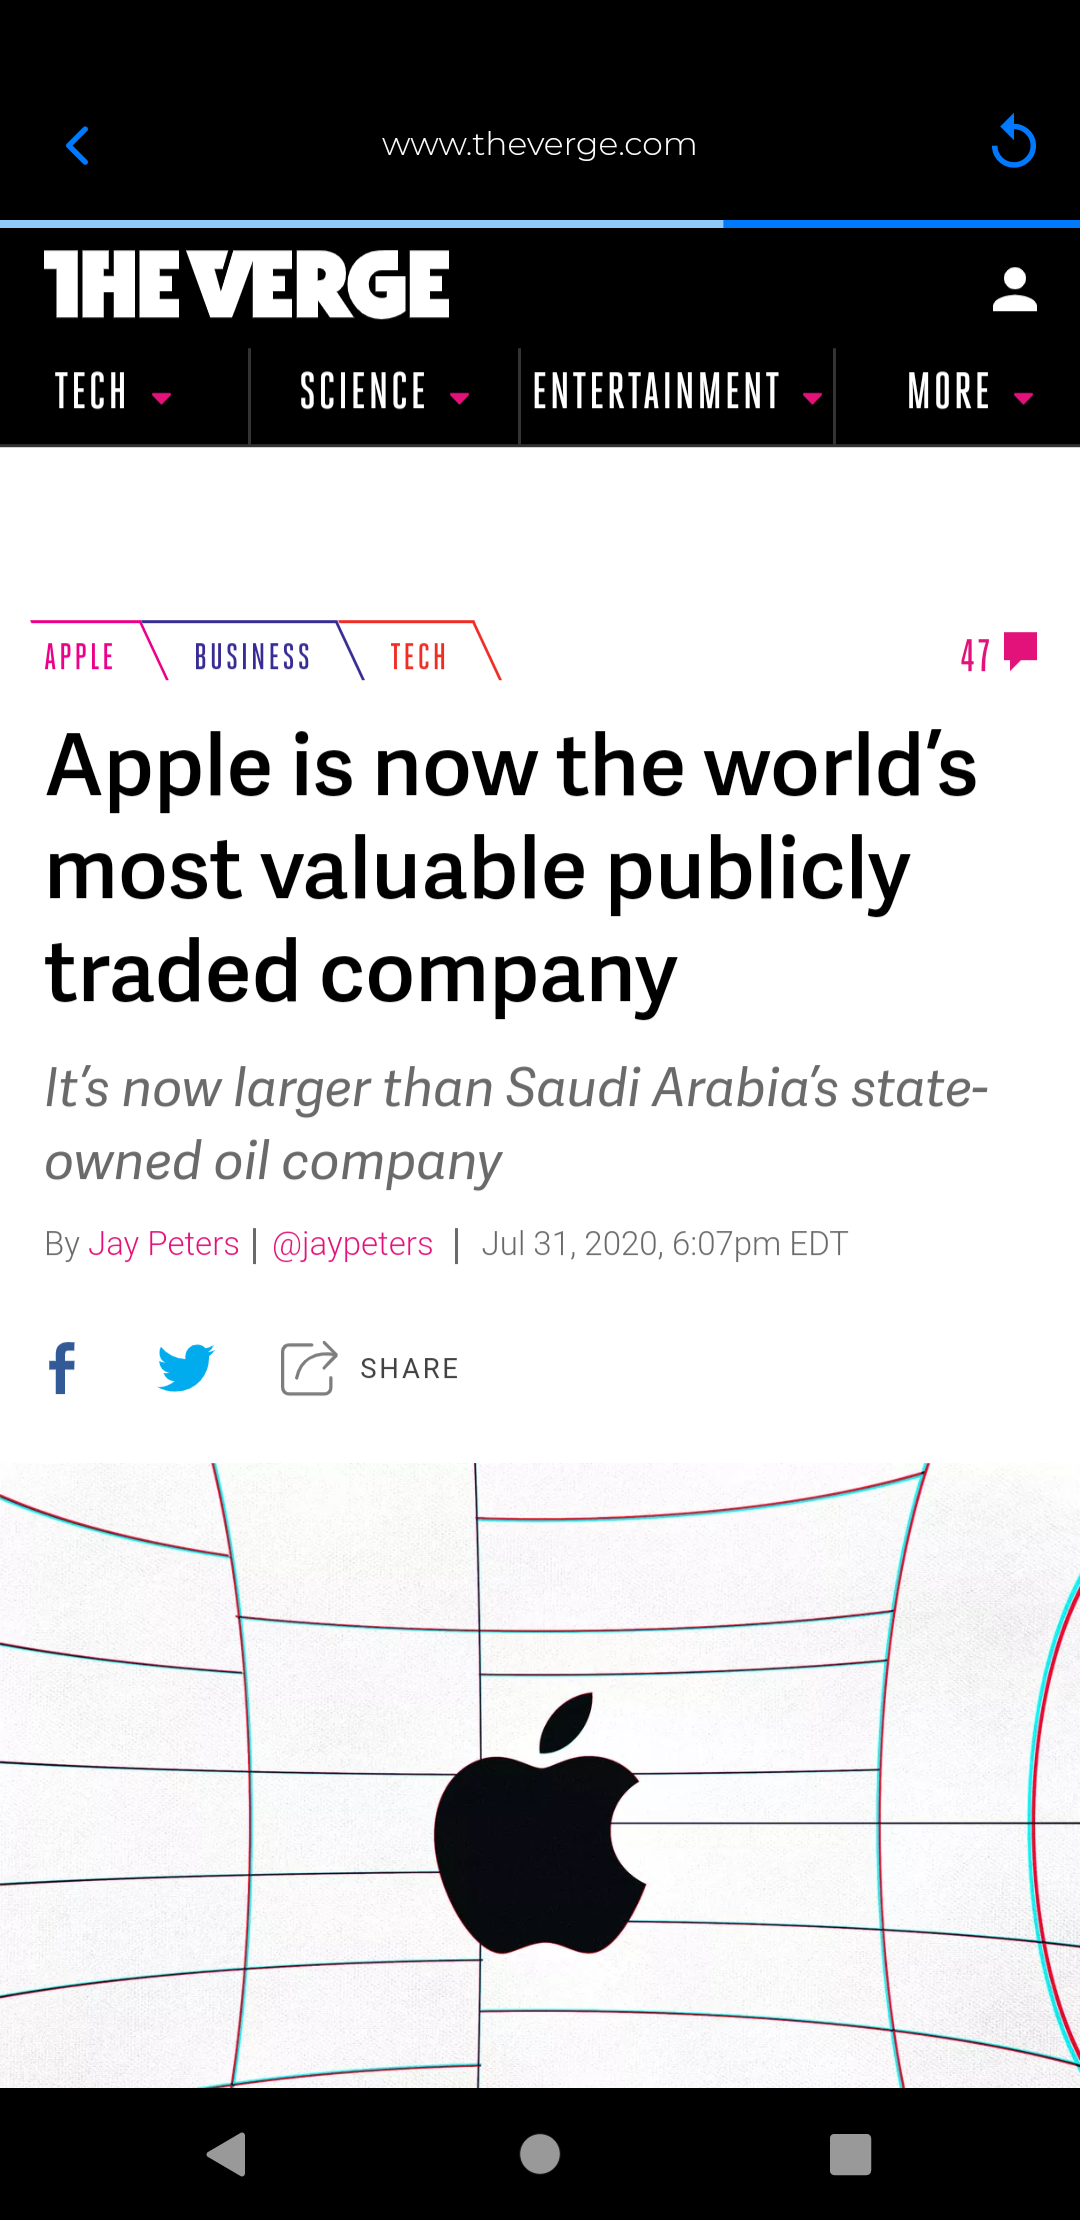 www.theverge.com
THE VERGE
TECH SCIENCE ENTERTAINMENT MORE
APPLE BUSINESS TECH 47
Apple is now the world’s
most valuable publicly
traded company
It’s now larger than Saudi Arabia’s state-
owned oil company
By Jay Peters | @jaypeters | Jul 31, 2020, 6:07pm EDT
SHARE